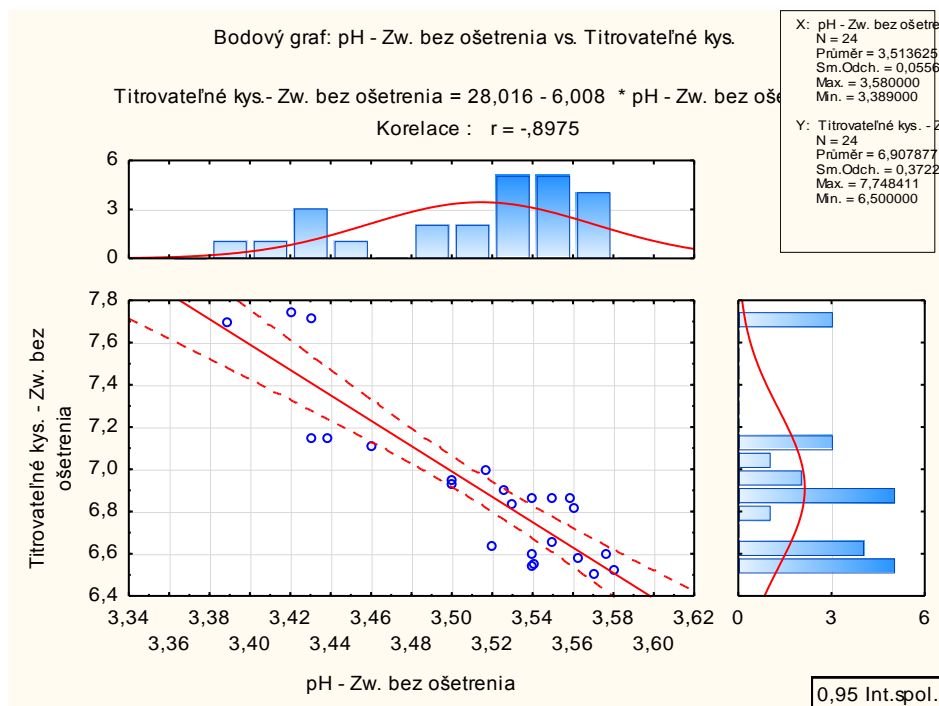 Bodový graf: pH - Zw. bez ošetrenia vs. Titrovateľné kys.
Titrovateľné kys.- Zw. bez ošetrenia = 28,016 - 6,008 * pH - Zw. bez
Korelace : r = -,8975
X: pH - Zw. bez
N = 24
Průměr = 3,513625
Sm.Odch. = 0,0556
Max. = 3,580000
Min. = 3,389000
Y: Titrovateľné kys. -
N = 24
Průměr = 6,907877
Sm.Odch. = 0,3722
Max. = 7,748411
Min. = 6,500000
6
3
0
7,8
7,6
7,4
7,2
7,0
6,8
6,6
6,4
Titrovateľné kys. - Zw. bez
ošetrenia
3,34 3,38 3,42 3,46 3,50 3,54 3,58 3,62
3,36 3,40 3,44 3,48 3,52 3,56 3,60
0 3 6
pH - Zw. bez ošetrenia
0,95 Int.spol.